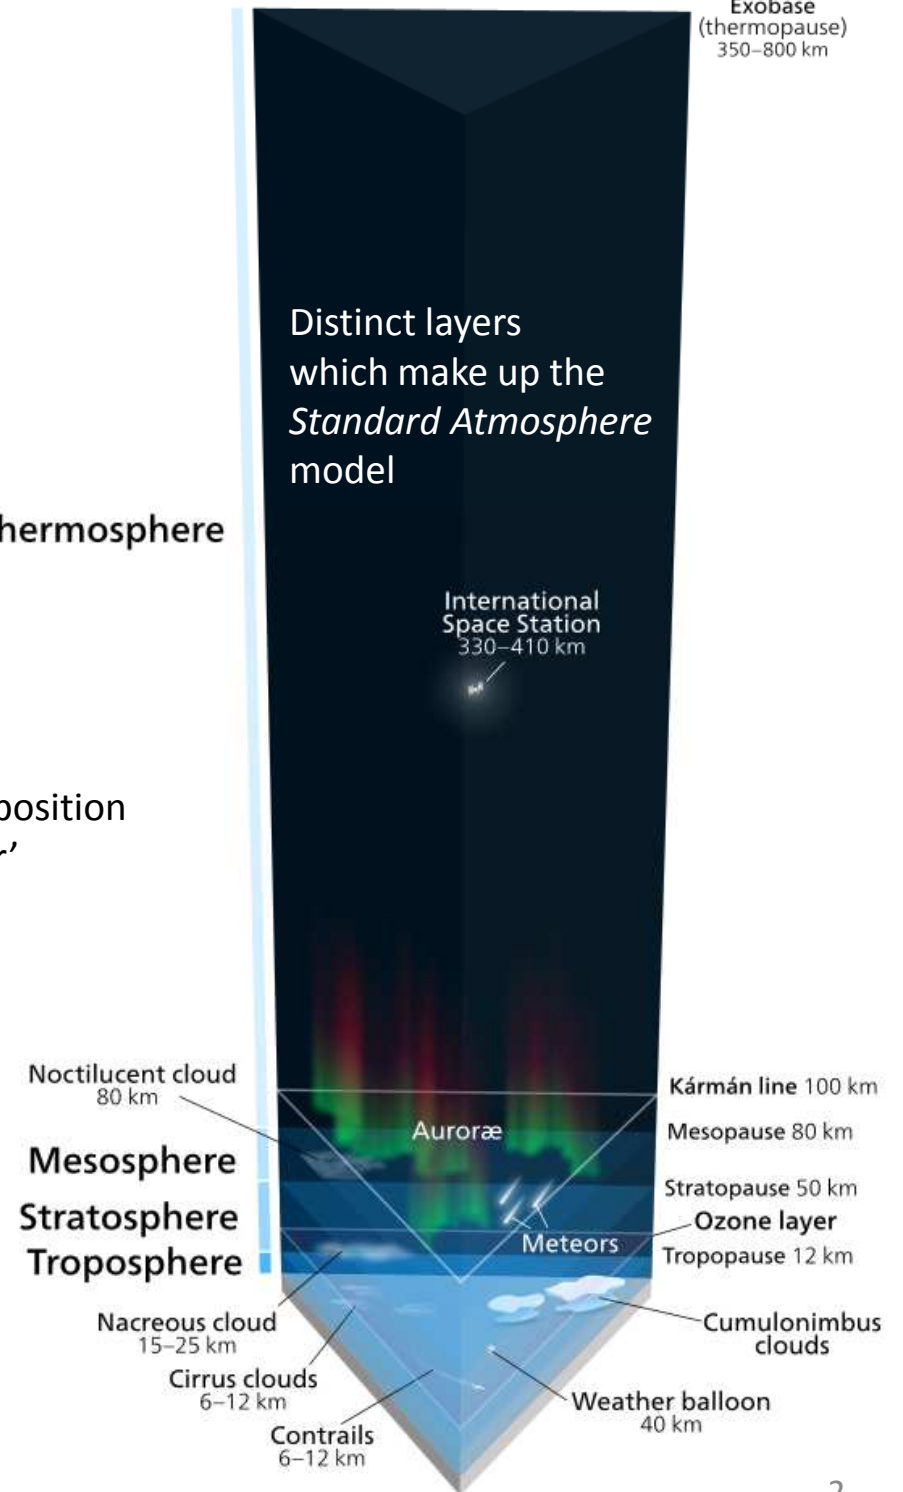 Exobase
(thermopause)
350–800 km
Distinct layers
which make up the
Standard Atmosphere
model
hermosphere
International
Space Station
330–410 km
position
r’
Noctilucent cloud
80 km
Kármán line 100 km
Auroræ
Mesopause 80 km
Mesosphere
Stratopause 50 km
Stratosphere
Ozone layer
Meteors
Tropopause 12 km
Troposphere
Nacreous cloud
15–25 km
Cumulonimbus
clouds
Cirrus clouds
6–12 km
Weather balloon
40 km
Contrails
6–12 km
2